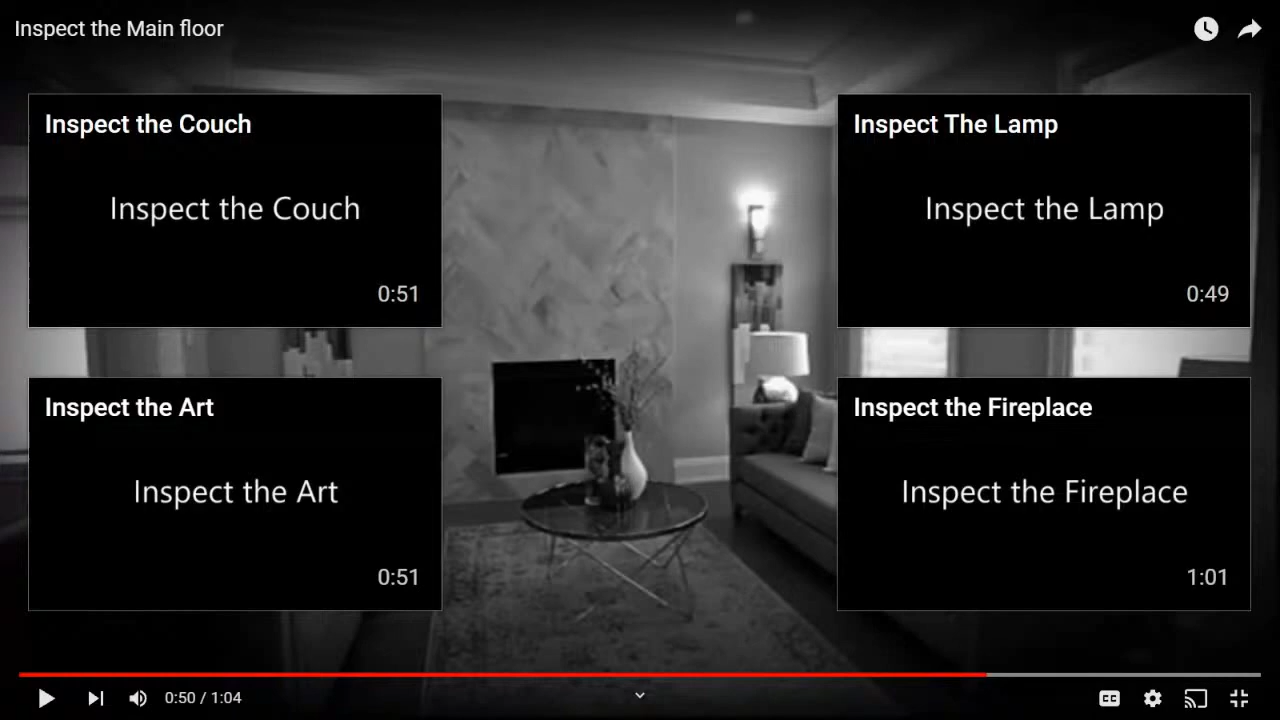 Inspect the Main floor
Inspect the Couch
Inspect the Couch
0:51
Inspect The Lamp
Inspect the Lamp
0:49
Inspect the Art
Inspect the Art
0:51
Inspect the Fireplace
Inspect the Fireplace
1:01
0:50 / 1:04
CC